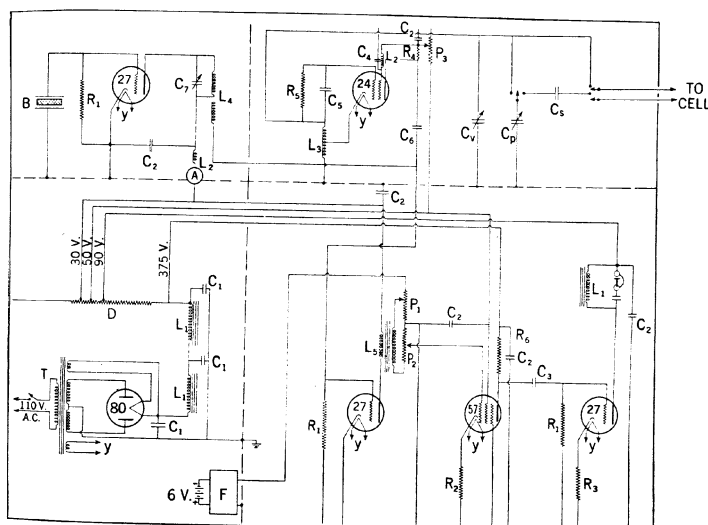 C2
C4 L2 R4 P3
27 C7 24
B R1 R5 C5 TO
y L4 y Cs CELL
C2 L3 C6 Cv Cp
L2
A
C2
30 V.
50 V.
90 V.
375 V.
C1
D L1 P1 C2 R6
L1 C2
T C1 L5 P2 C2
L1 C3
80
110 V. C1 27 57 27
A.C. R1 y y R1 y
y
6 V. F R2 R3